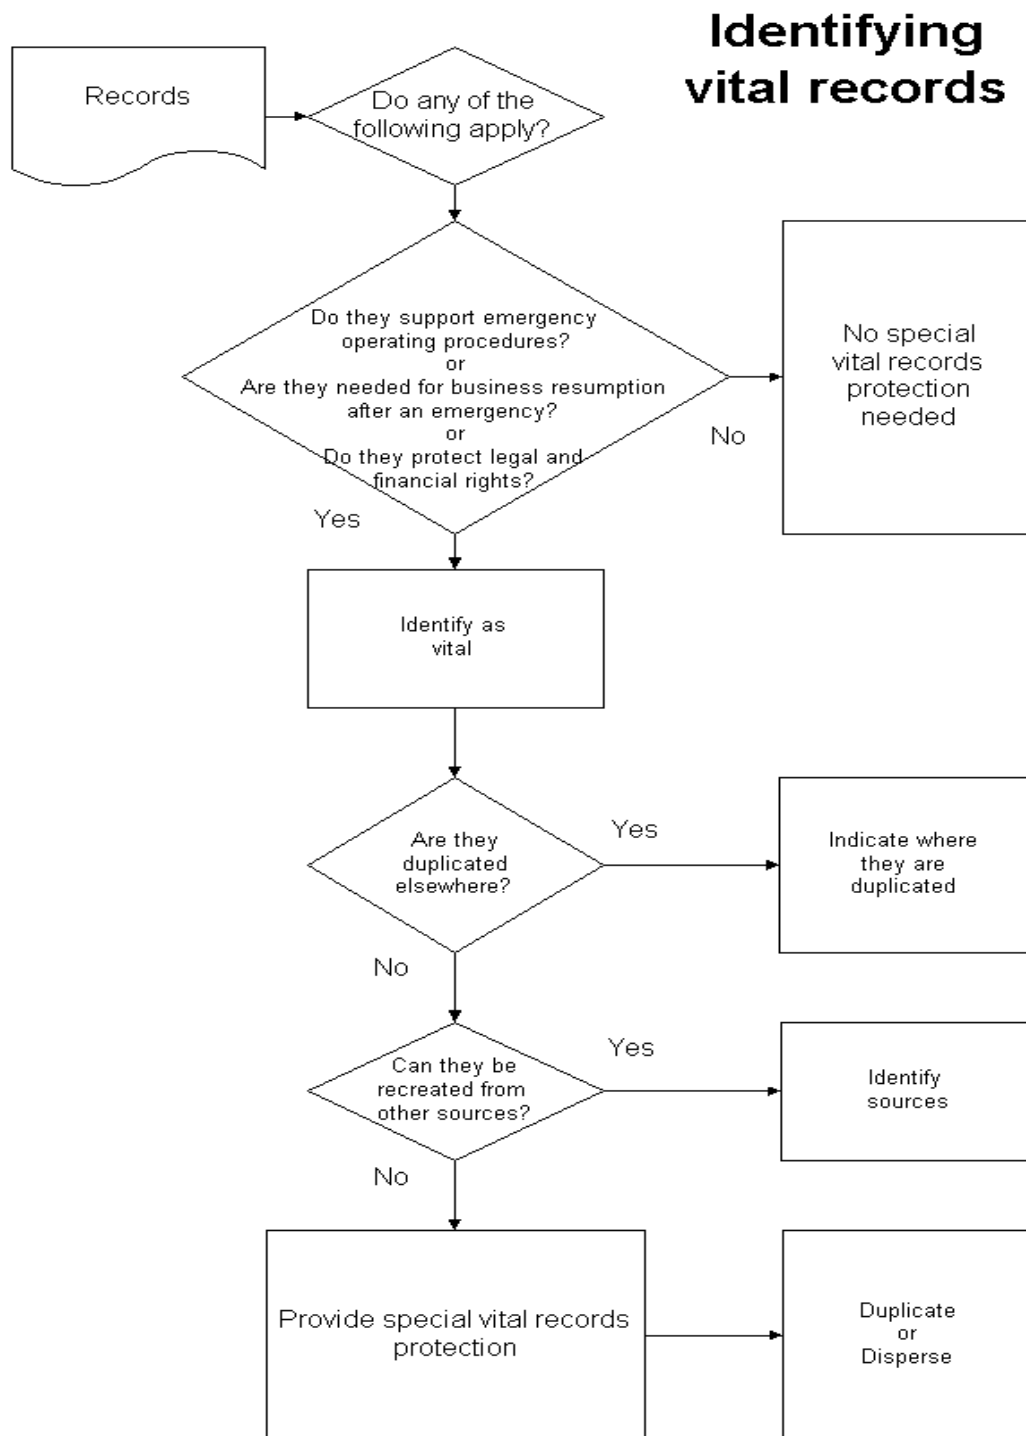 Identifying
vital records
Records
Do any of the
following apply?
Do they support emergency
operating procedures?
or
Are they needed for business resumption
after an emergency?
or
Do they protect legal and
financial rights?
No special
vital records
protection
needed
No
Yes
Identify as
vital
Are they
duplicated
elsewhere?
Yes
Indicate where
they are
duplicated
No
Can they be
recreated from
other sources?
Yes
Identify
sources
No
Provide special vital records
protection
Duplicate
or
Disperse